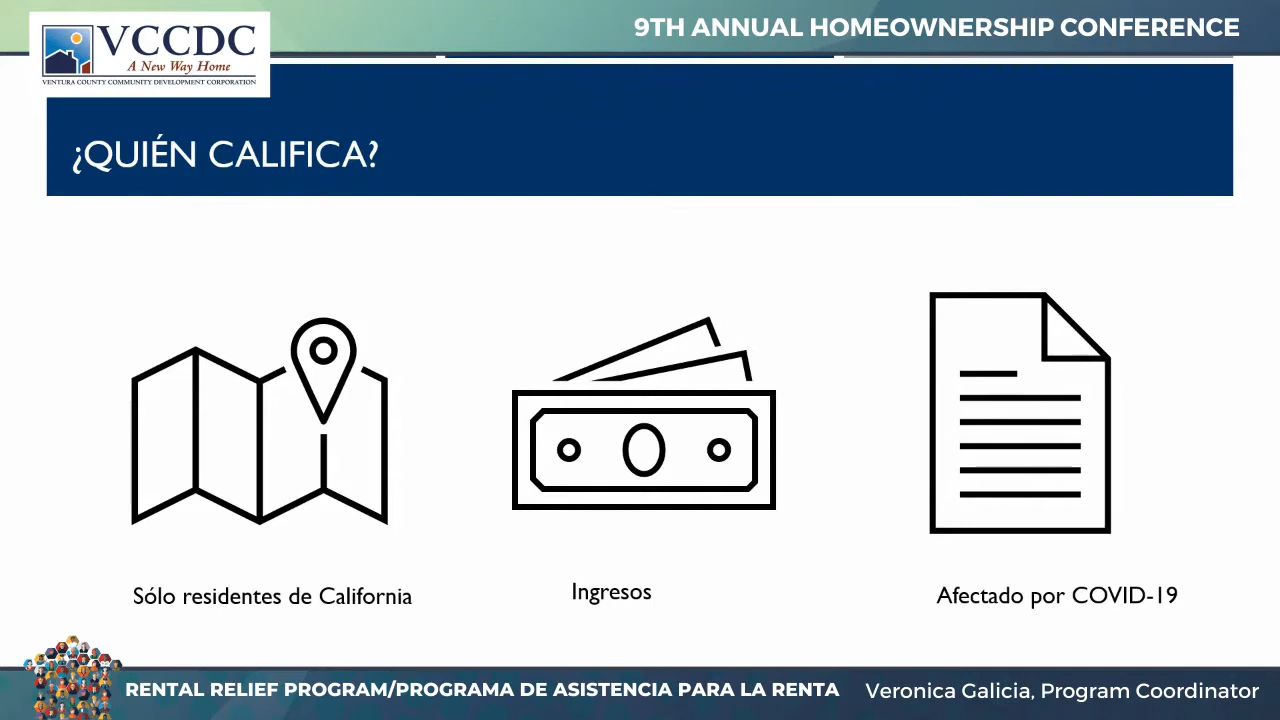 9TH ANNUAL HOMEOWNERSHIP CONFERENCE
VCCDC
A New Way Home
VENTURA COUNTY COMMUNITY DEVELOPMENT CORPORATION
¿QUIÉN CALIFICA?
Sólo residentes de California
Ingresos
Afectado por COVID-19
RENTAL RELIEF PROGRAM/PROGRAMA DE ASISTENCIA PARA LA RENTA
Veronica Galicia, Program Coordinator